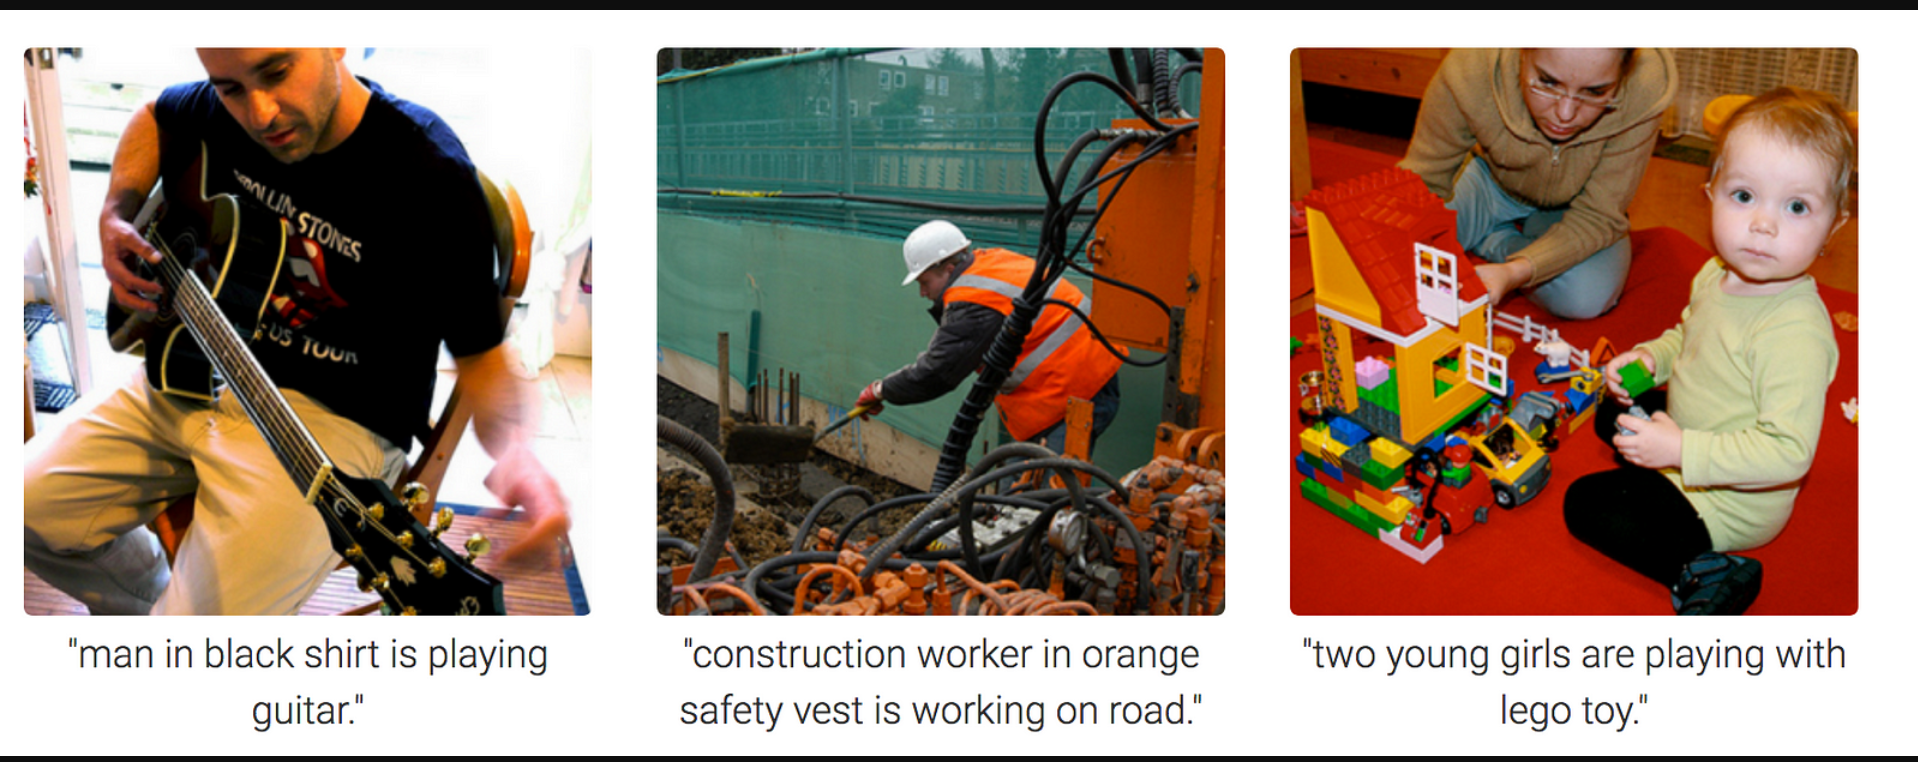 ROLLING STONES
US TOUR
"man in black shirt is playing
guitar."
"construction worker in orange
safety vest is working on road."
"two young girls are playing with
lego toy."